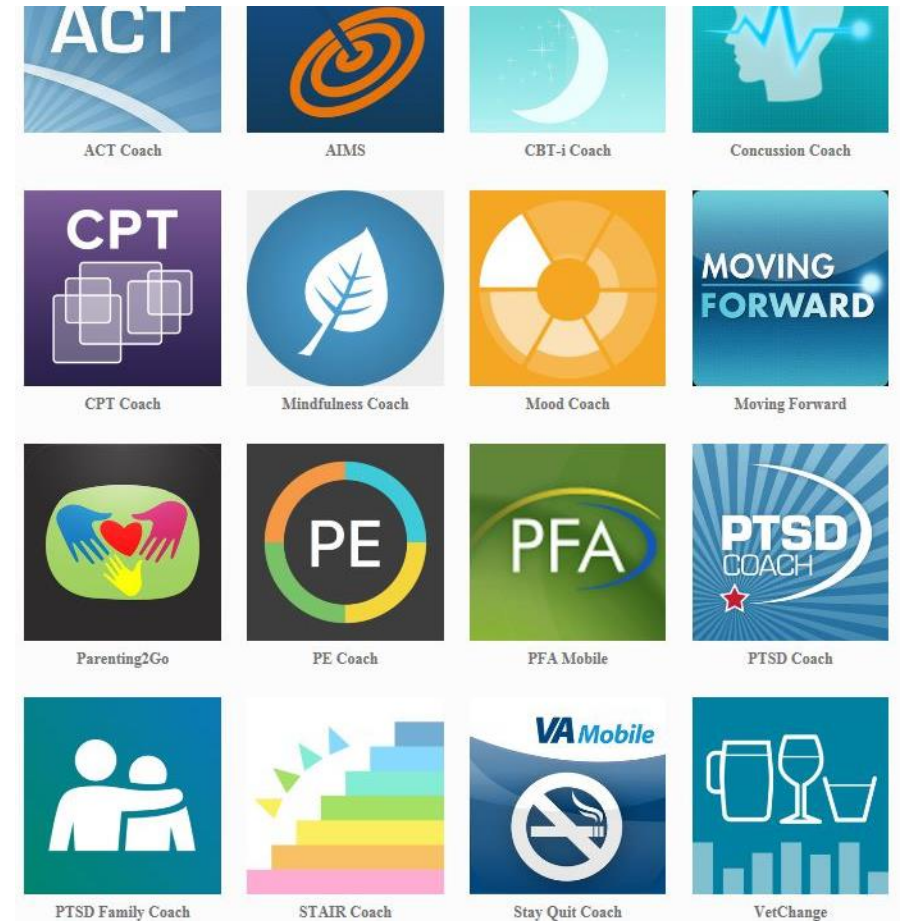 ACT
ACT Coach
AIMS
CBT-i Coach
Concussion Coach
CPT
CPT Coach
Mindfulness Coach
Mood Coach
MOVING
FORWARD
Moving Forward
Parenting2Go
PE
PE Coach
PFA
PFA Mobile
PTSD
COACH
PTSD Coach
PTSD Family Coach
STAIR Coach
VA Mobile
Stay Quit Coach
VetChange